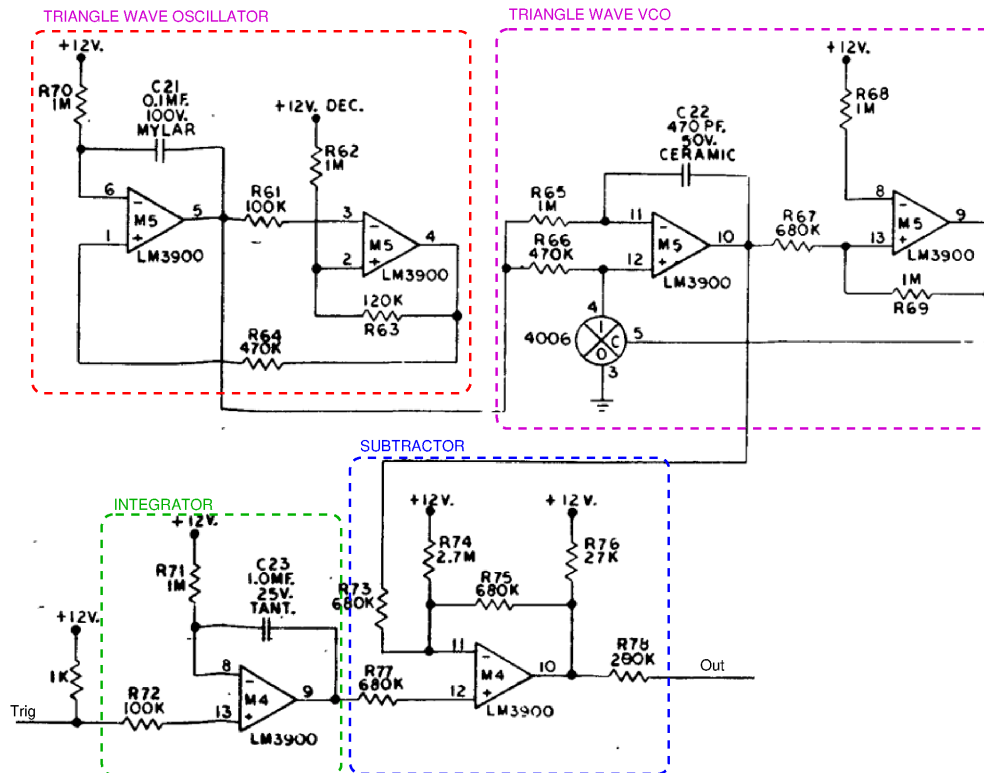 TRIANGLE WAVE OSCILLATOR
+12V.
R70
1M
C21
0.1MF.
100V.
MYLAR
+12V. DEC.
R62
1M
6
-
M5
5
1
+
LM3900
R61
100K
3
-
M5
4
2
+
LM3900
120K
R63
R64
470K
TRIANGLE WAVE VCO
+12V.
R68
1M
C22
470 PF.
50V.
CERAMIC
R65
1M
R66
470K
11
-
M5
10
12
+
LM3900
R67
680K
8
-
M5
9
13
+
LM3900
1M
R69
4
4006
I
C
O
5
3
SUBTRACTOR
+12V.
R74
2.7M
+12V.
R76
27K
R73
680K
R75
680K
11
-
M4
10
12
+
LM3900
R77
680K
R78
200K
Out
INTEGRATOR
+12V.
R71
1M
C23
1.0MF.
25V.
TANT.
+12V.
1K
Trig
R72
100K
8
-
M4
9
13
+
LM3900